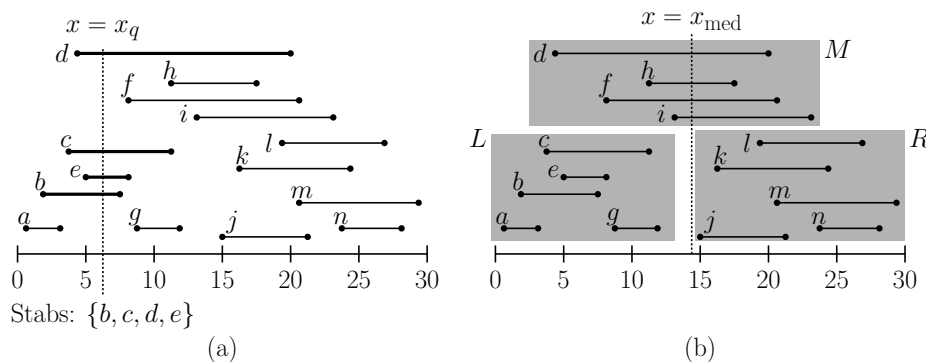 x = x_q
d
h
f
i
c
l
e
k
b
m
a
g
j
n
0 5 10 15 20 25 30
Stabs: {b, c, d, e}
(a)
x = x_med
d
M
h
f
i
L
c
l
R
e
k
b
m
a
g
j
n
0 5 10 15 20 25 30
(b)